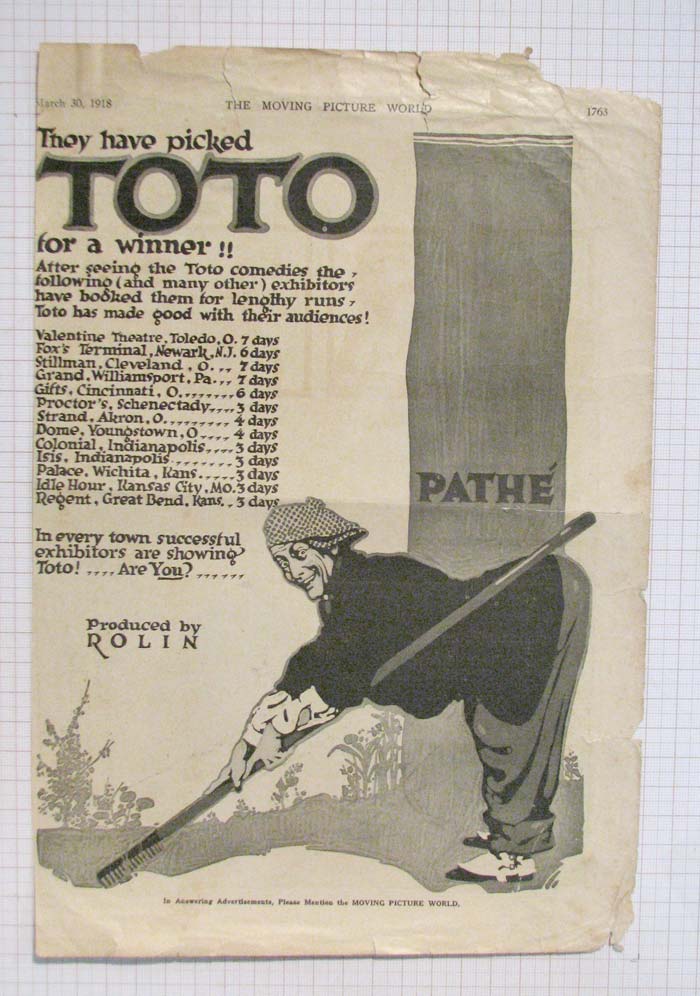 March 30, 1918 THE MOVING PICTURE WORLD 1763
They have picked
TOTO
for a winner!!
After seeing the Toto comedies the,
following (and many other) exhibitors
have booked them for lengthy runs,
Toto has made good with their audiences!
Valentine Theatre, Toledo, O. 7 days
Fox's Terminal, Newark, N.J. 6 days
Stillman, Cleveland, O... 7 days
Grand, Williamsport, Pa... 7 days
Gifts, Cincinnati, O........ 6 days
Proctor's, Schenectady.... 3 days
Strand, Akron, O......... 4 days
Dome, Youngstown, O.... 4 days
Colonial, Indianapolis.... 3 days
Isis, Indianapolis........ 3 days
Palace, Wichita, Kans..... 3 days
Idle Hour, Kansas City, Mo. 3 days
Regent, Great Bend, Kans.. 3 days
In every town successful
exhibitors are showing
Toto! .... Are You? ......
Produced by
ROLIN
PATHÉ
In Answering Advertisements, Please Mention the MOVING PICTURE WORLD.